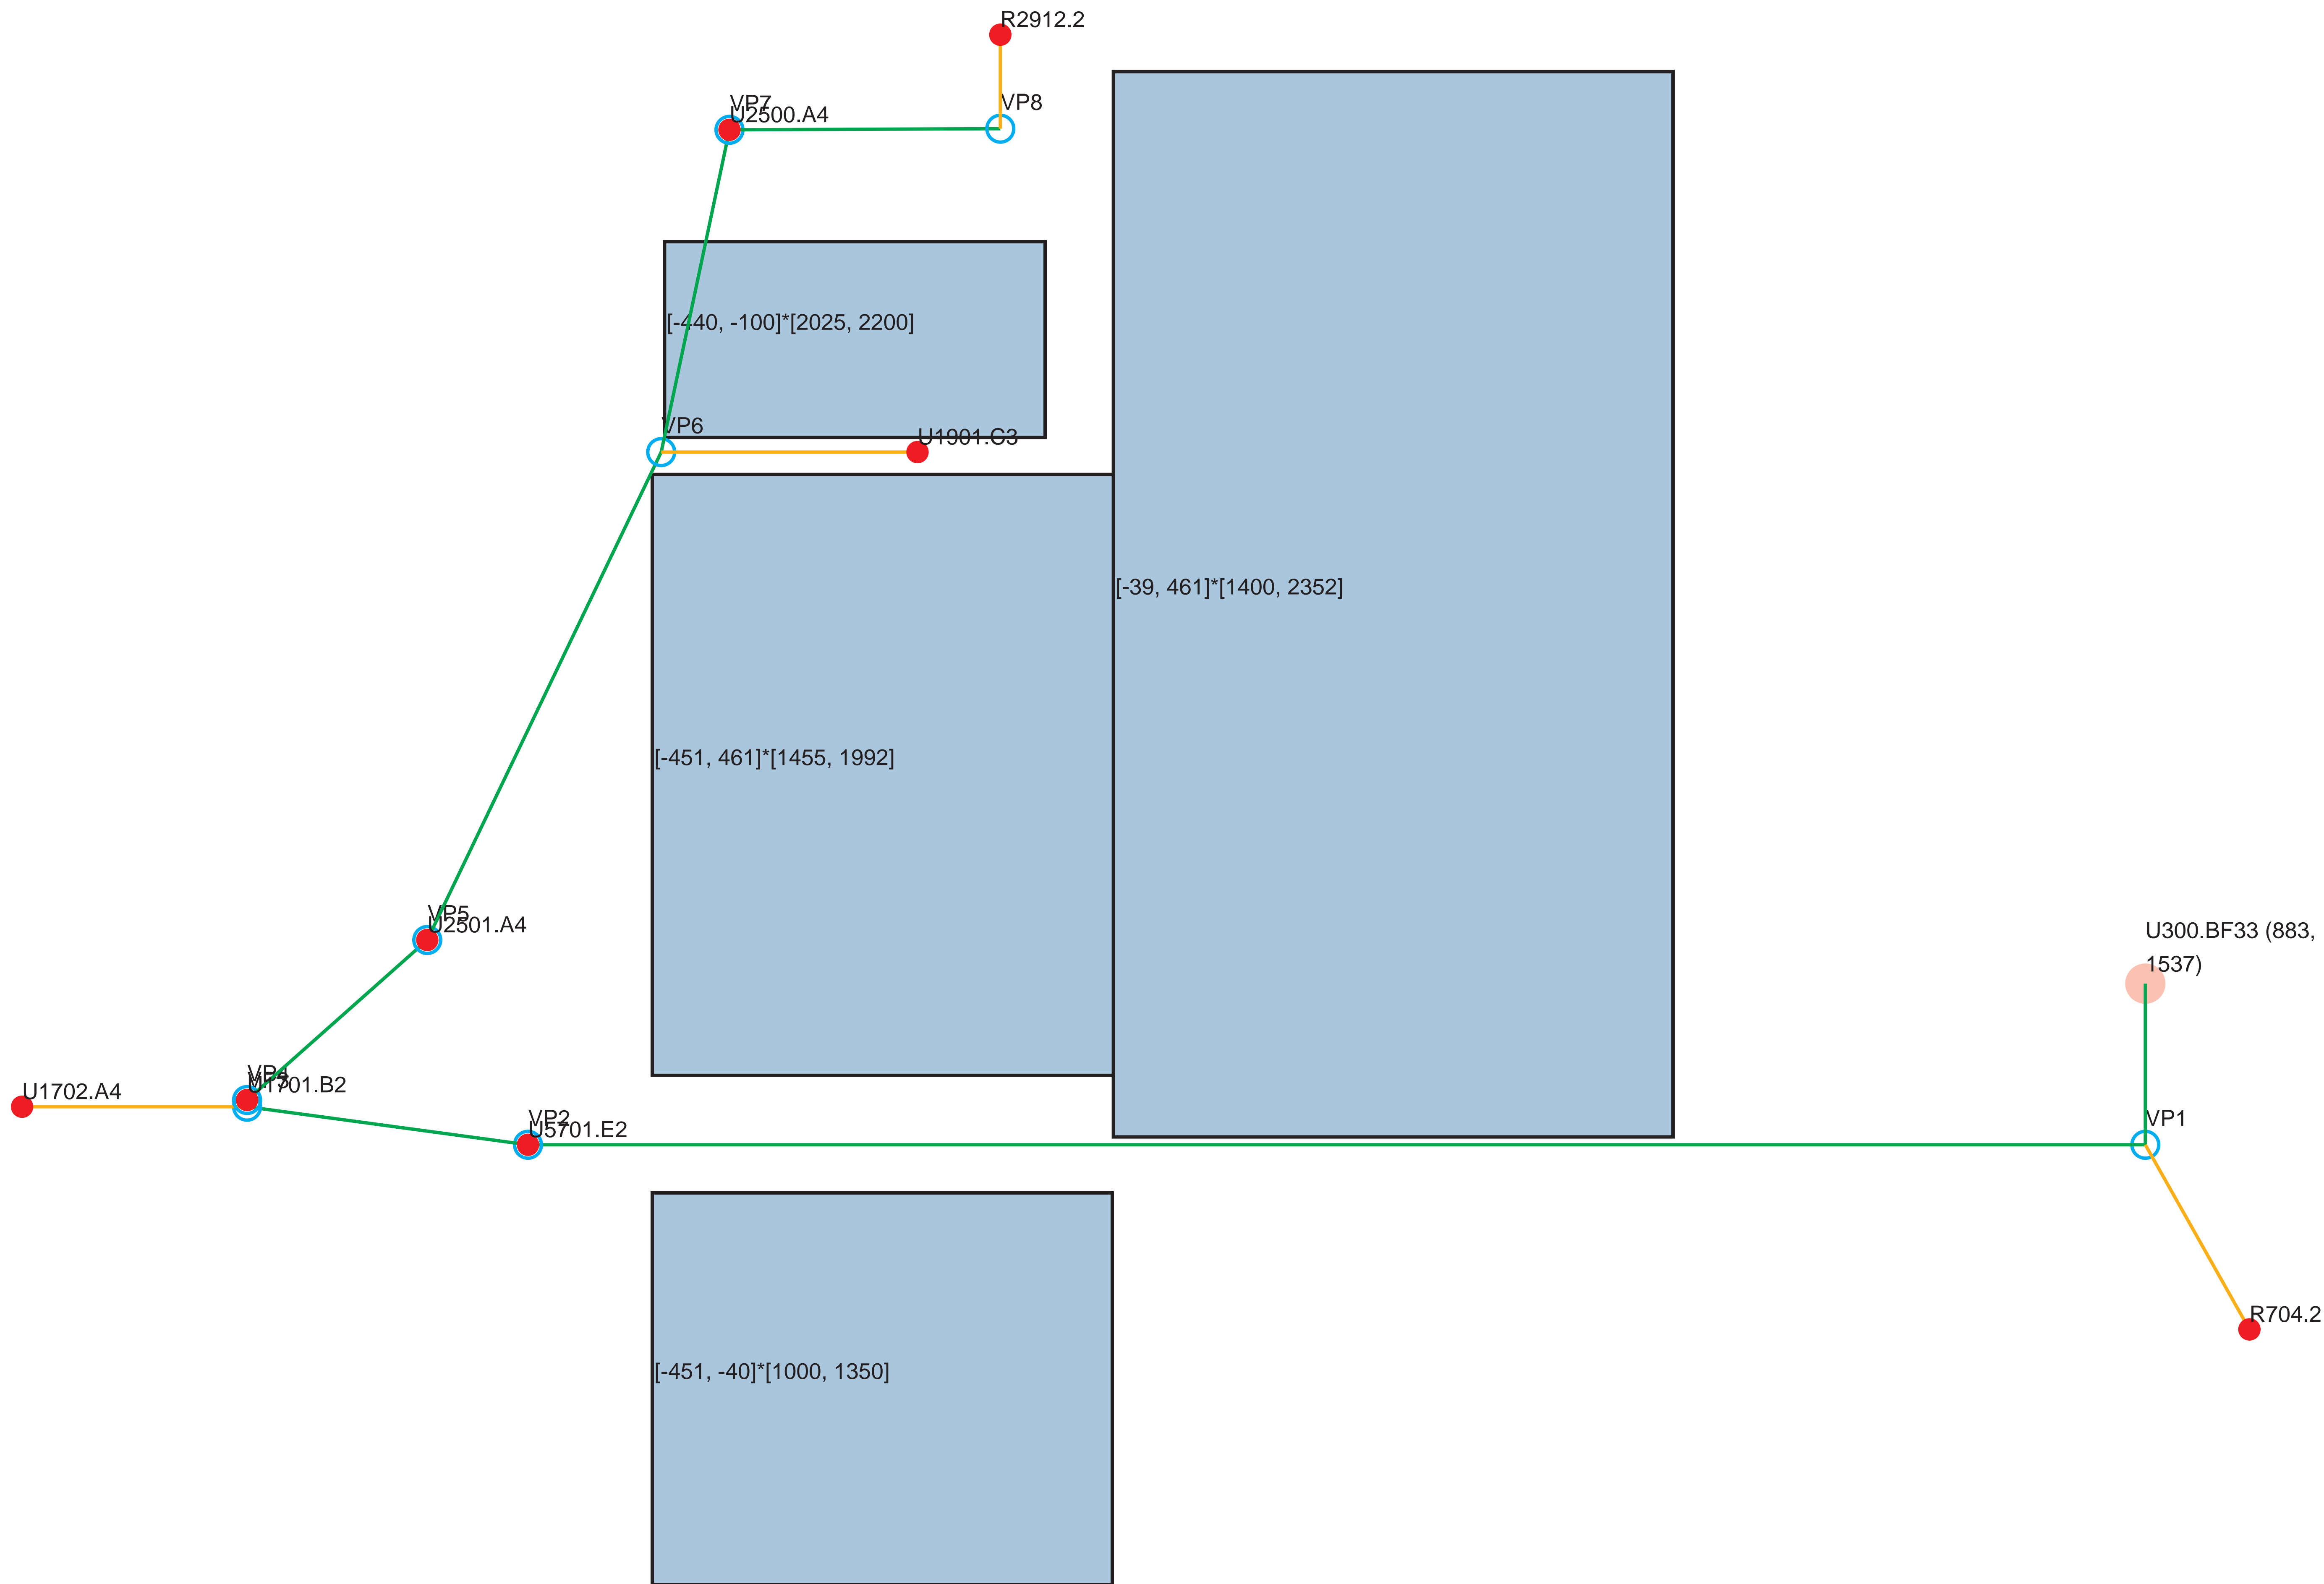 R2912.2
VP7
VP8
U2500.A4
[-440, -100]*[2025, 2200]
VP6
U1901.C3
[-39, 461]*[1400, 2352]
[-451, 461]*[1455, 1992]
VP5
U2501.A4
U300.BF33 (883,
1537)
VP4
U1701.B2
U1702.A4
VP2
U5701.E2
VP1
R704.2
[-451, -40]*[1000, 1350]